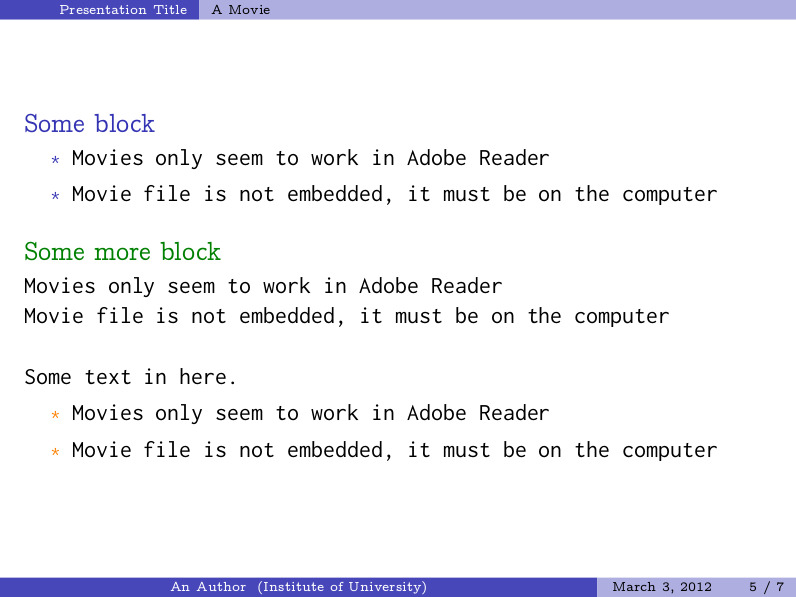 Presentation Title A Movie
Some block
* Movies only seem to work in Adobe Reader
* Movie file is not embedded, it must be on the computer
Some more block
Movies only seem to work in Adobe Reader
Movie file is not embedded, it must be on the computer
Some text in here.
* Movies only seem to work in Adobe Reader
* Movie file is not embedded, it must be on the computer
An Author (Institute of University) March 3, 2012 5 / 7